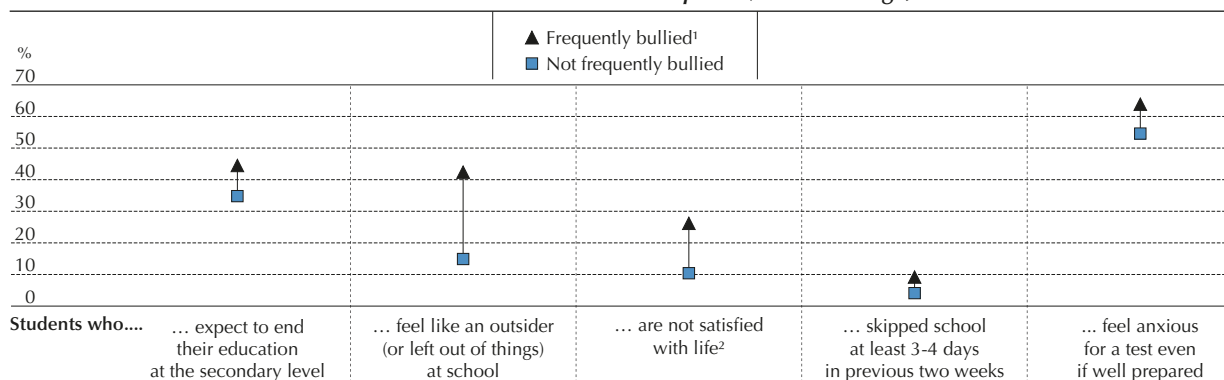 ▲ Frequently bullied¹
■ Not frequently bullied
%
70
60
50
40
30
20
10
0
Students who....
… expect to end
their education
at the secondary level
… feel like an outsider
(or left out of things)
at school
… are not satisfied
with life²
… skipped school
at least 3-4 days
in previous two weeks
... feel anxious
for a test even
if well prepared